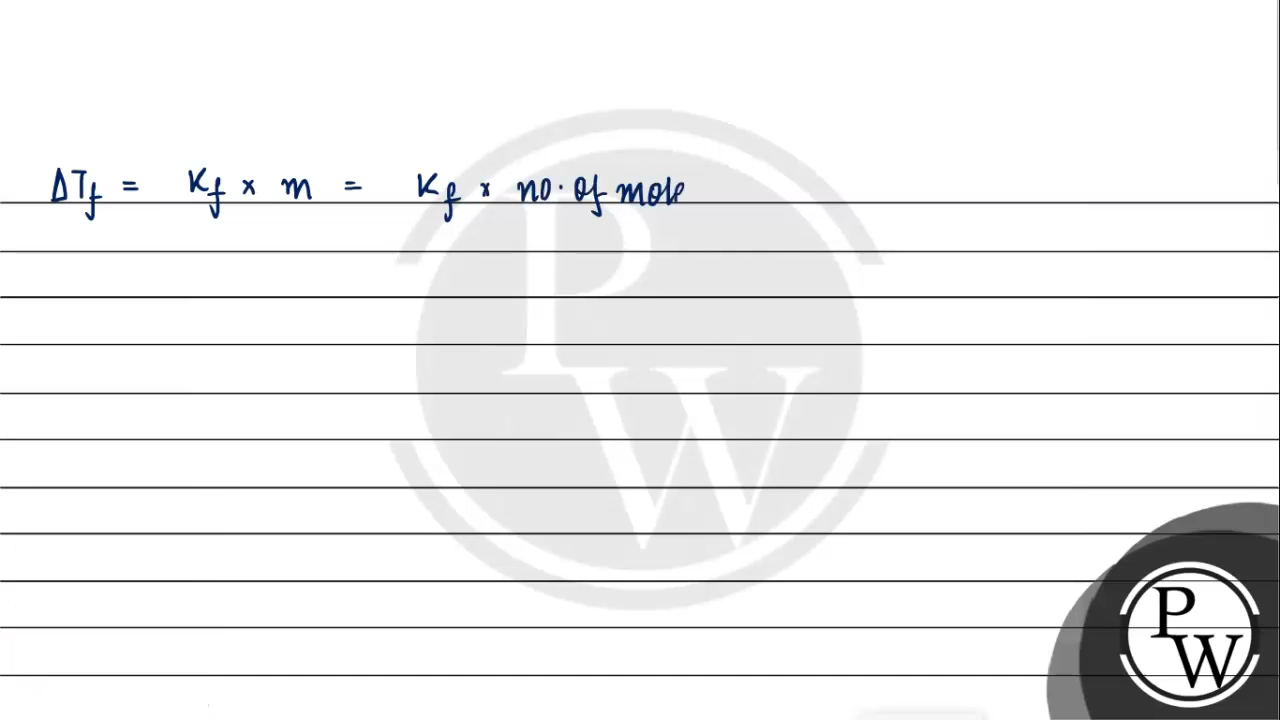 ΔTf = Kf × m = Kf × no. of mole
P
W
P
W